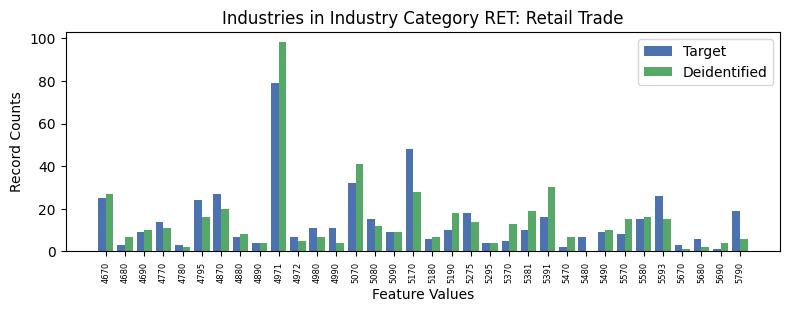 Industries in Industry Category RET: Retail Trade
Target
Deidentified
Record Counts
100
80
60
40
20
0
4670 4680 4690 4770 4780 4795 4870 4880 4890 4971 4972 4980 4990 5070 5080 5090 5170 5180 5190 5275 5295 5370 5381 5391 5470 5480 5490 5570 5580 5593 5670 5680 5690 5790
Feature Values